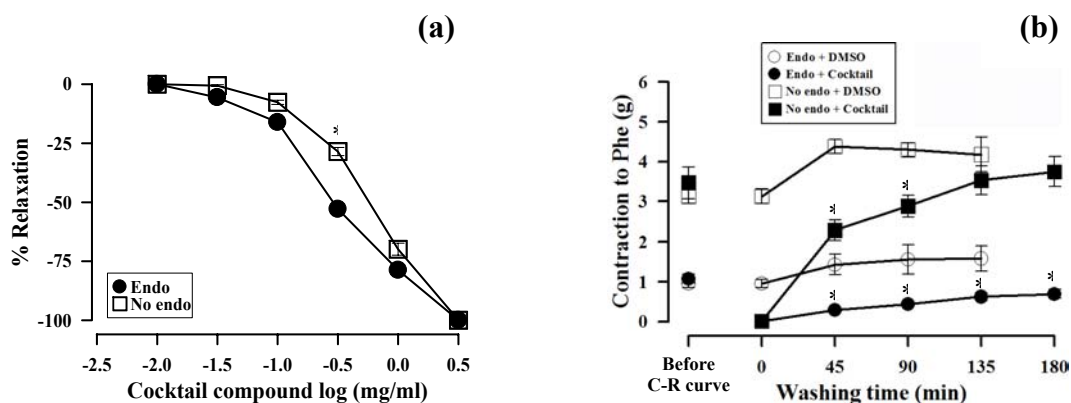 (a)
% Relaxation
0
-25
-50
-75
-100
*
Endo
No endo
-2.5 -2.0 -1.5 -1.0 -0.5 0.0 0.5
Cocktail compound log (mg/ml)
(b)
Endo + DMSO
Endo + Cocktail
No endo + DMSO
No endo + Cocktail
Contraction to Phe (g)
6
5
4
3
2
1
0
* *
* * * *
Before
C-R curve
0 45 90 135 180
Washing time (min)